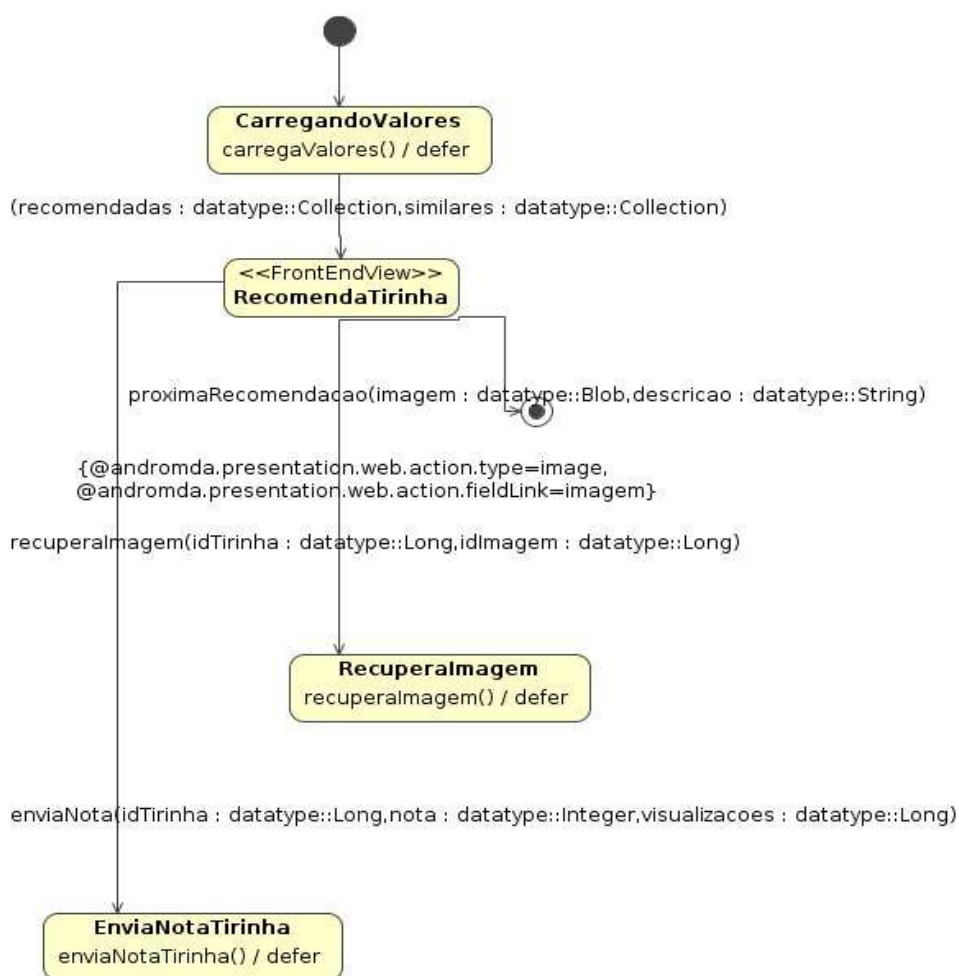 CarregandoValores
carregaValores() / defer
(recomendadas : datatype::Collection,similares : datatype::Collection)
<<FrontEndView>>
RecomendaTirinha
proximaRecomendacao(imagem : datatype::Blob,descricao : datatype::String)
{@andromda.presentation.web.action.type=image,
@andromda.presentation.web.action.fieldLink=imagem}
recuperaImagem(idTirinha : datatype::Long,idImagem : datatype::Long)
RecuperaImagem
recuperaImagem() / defer
enviaNota(idTirinha : datatype::Long,nota : datatype::Integer,visualizacoes : datatype::Long)
EnviaNotaTirinha
enviaNotaTirinha() / defer